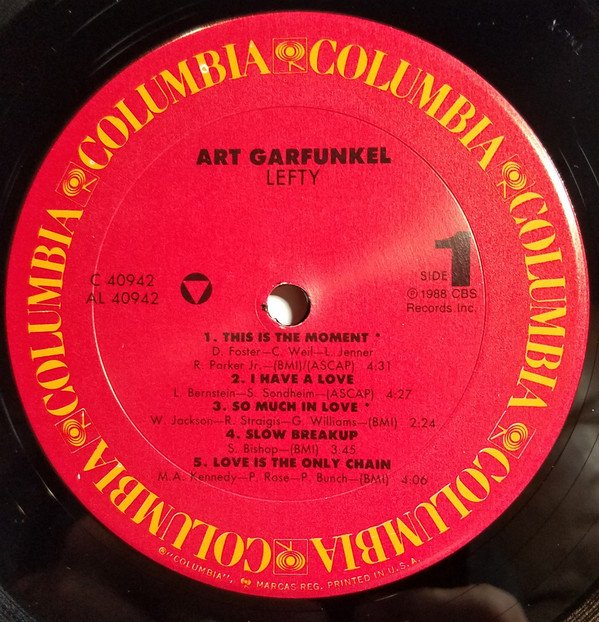 COLUMBIA COLUMBIA COLUMBIA COLUMBIA COLUMBIA COLUMBIA COLUMBIA COLUMBIA
ART GARFUNKEL
LEFTY
C 40942
AL 40942
SIDE 1
℗ 1988 CBS
Records, Inc.
1. THIS IS THE MOMENT *
D. Foster—C. Weil—L. Jenner
R. Parker Jr.—(BMI)/(ASCAP) 4:31
2. I HAVE A LOVE
L. Bernstein—S. Sondheim—(ASCAP) 4:27
3. SO MUCH IN LOVE *
W. Jackson—R. Straigis—G. Williams—(BMI) 2:24
4. SLOW BREAKUP
S. Bishop—(BMI) 3:45
5. LOVE IS THE ONLY CHAIN
M.A. Kennedy—P. Rose—P. Bunch—(BMI) 4:06
®"COLUMBIA", MARCAS REG. PRINTED IN U.S.A.